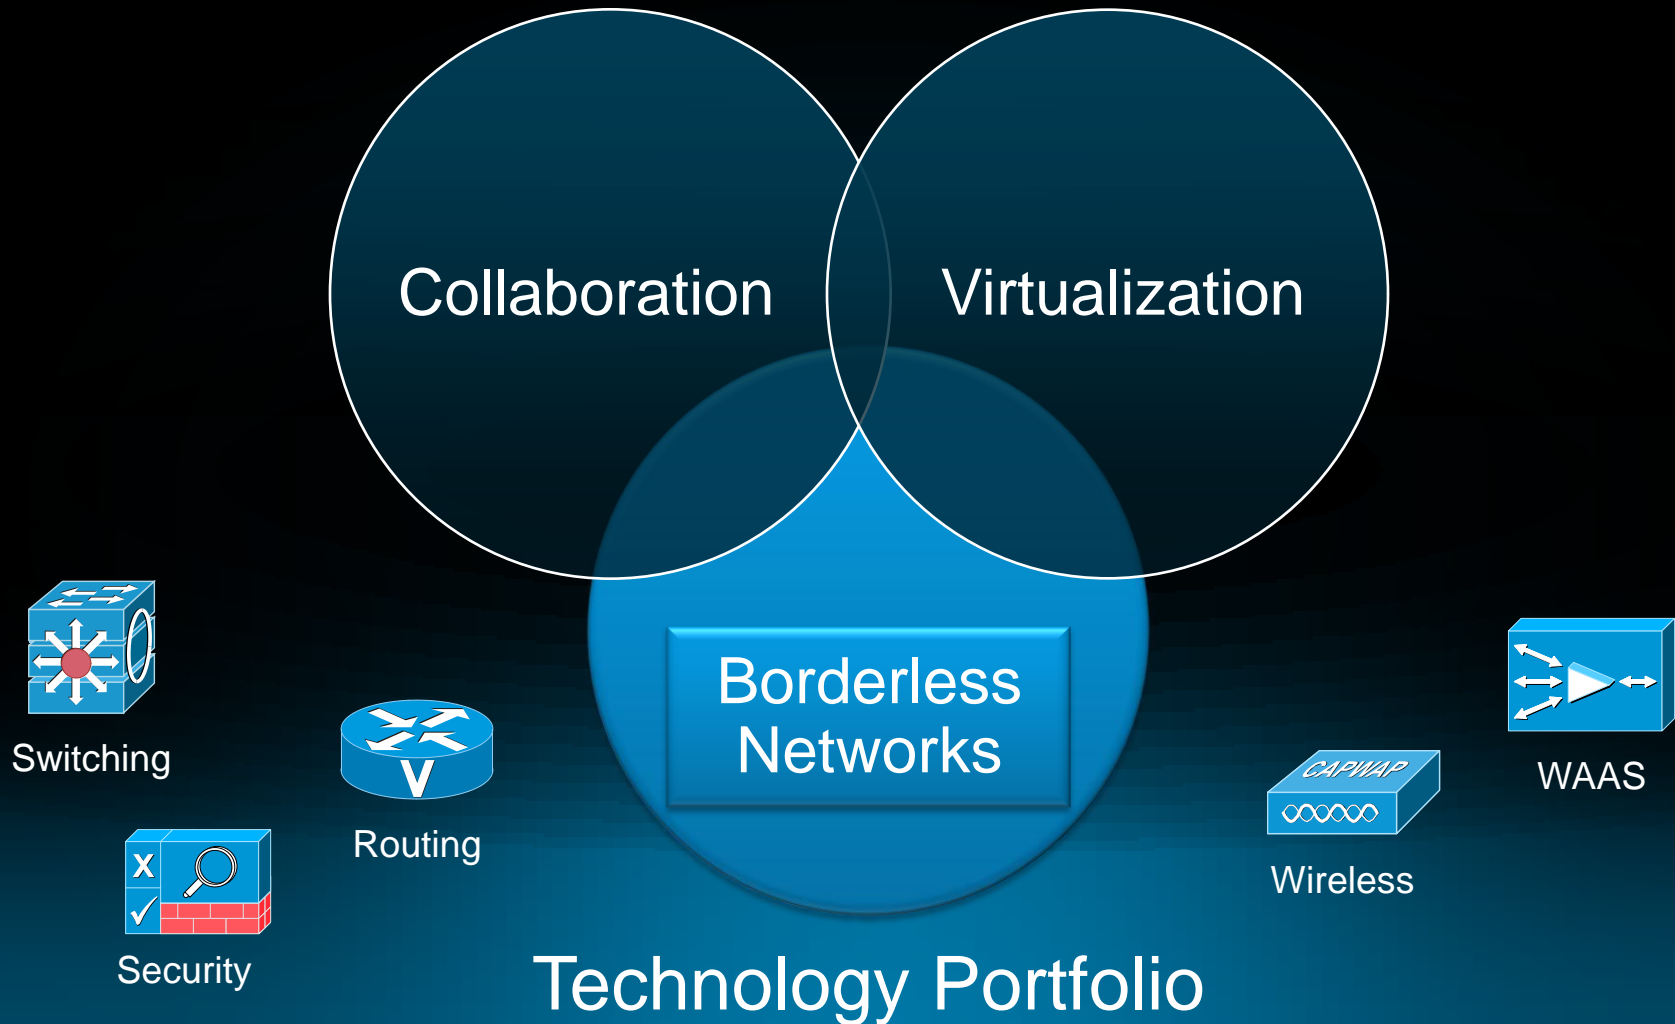 Collaboration
Virtualization
Borderless
Networks
Switching
V
Routing
X
Security
CAPWAP
Wireless
WAAS
Technology Portfolio